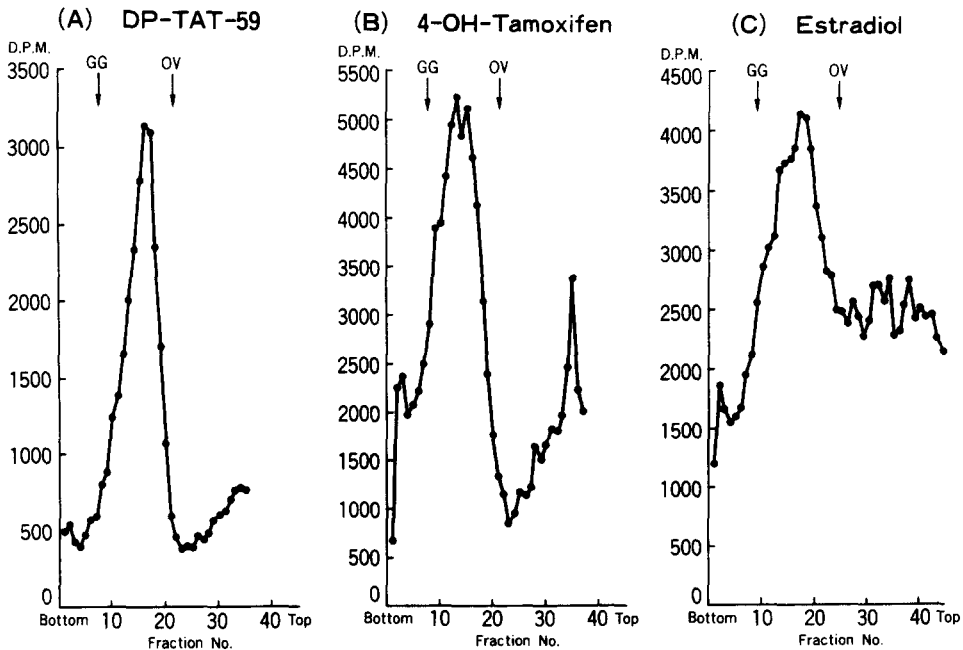 (A) DP-TAT-59
D.P.M.
GG
OV
3500
3000
2500
2000
1500
1000
500
0
10 20 30 40
Bottom Top
Fraction No.
(B) 4-OH-Tamoxifen
D.P.M.
GG
OV
5500
5000
4500
4000
3500
3000
2500
2000
1500
1000
500
0
10 20 30 40
Bottom Top
Fraction No.
(C) Estradiol
D.P.M.
GG
OV
4500
4000
3500
3000
2500
2000
1500
1000
500
0
10 20 30 40
Bottom Top
Fraction No.